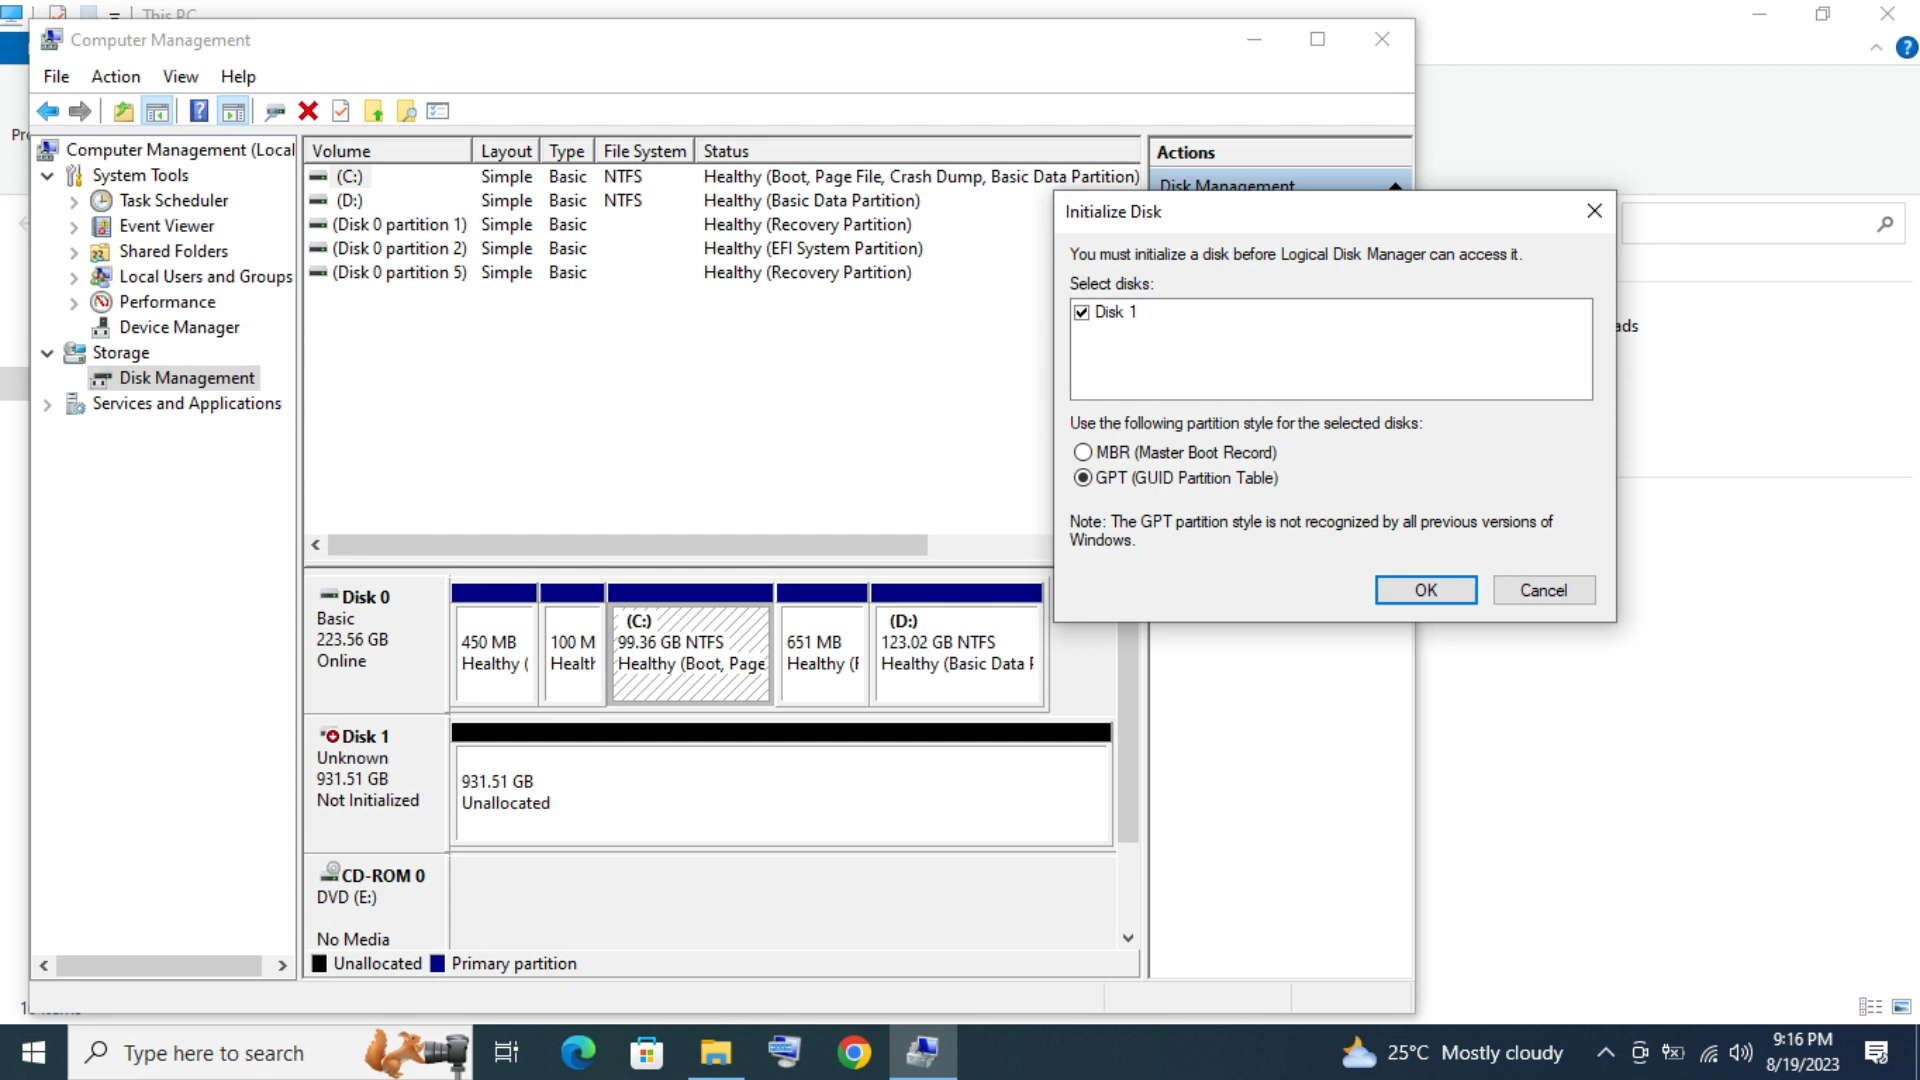 This PC
Computer Management
File Action View Help
Computer Management (Local
System Tools
Task Scheduler
Event Viewer
Shared Folders
Local Users and Groups
Performance
Device Manager
Storage
Disk Management
Services and Applications
Volume Layout Type File System Status
(C:) Simple Basic NTFS Healthy (Boot, Page File, Crash Dump, Basic Data Partition)
(D:) Simple Basic NTFS Healthy (Basic Data Partition)
(Disk 0 partition 1) Simple Basic Healthy (Recovery Partition)
(Disk 0 partition 2) Simple Basic Healthy (EFI System Partition)
(Disk 0 partition 5) Simple Basic Healthy (Recovery Partition)
Actions
Disk Management
Initialize Disk
You must initialize a disk before Logical Disk Manager can access it.
Select disks:
Disk 1
Use the following partition style for the selected disks:
MBR (Master Boot Record)
GPT (GUID Partition Table)
Note: The GPT partition style is not recognized by all previous versions of
Windows.
OK Cancel
ads
Disk 0
Basic
223.56 GB
Online
450 MB
Healthy (
100 M
Healtl
(C:)
99.36 GB NTFS
Healthy (Boot, Page
651 MB
Healthy (F
(D:)
123.02 GB NTFS
Healthy (Basic Data P
Disk 1
Unknown
931.51 GB
Not Initialized
931.51 GB
Unallocated
CD-ROM 0
DVD (E:)
No Media
Unallocated Primary partition
Type here to search
25°C Mostly cloudy
9:16 PM
8/19/2023